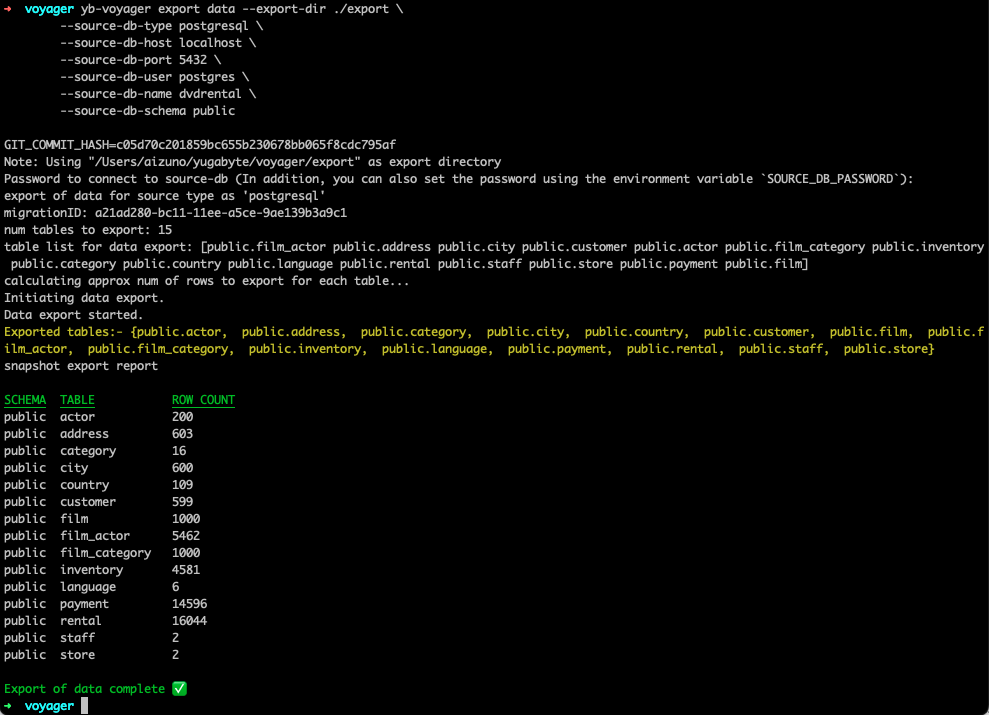 → voyager yb-voyager export data --export-dir ./export \
--source-db-type postgresql \
--source-db-host localhost \
--source-db-port 5432 \
--source-db-user postgres \
--source-db-name dvdrental \
--source-db-schema public
GIT_COMMIT_HASH=c05d70c201859bc655b230678bb065f8cdc795af
Note: Using "/Users/aizuno/yugabyte/voyager/export" as export directory
Password to connect to source-db (In addition, you can also set the password using the environment variable `SOURCE_DB_PASSWORD`):
export of data for source type as 'postgresql'
migrationID: a21ad280-bc11-11ee-a5ce-9ae139b3a9c1
num tables to export: 15
table list for data export: [public.film_actor public.address public.city public.customer public.actor public.film_category public.inventory
public.category public.country public.language public.rental public.staff public.store public.payment public.film]
calculating approx num of rows to export for each table...
Initiating data export.
Data export started.
Exported tables:- {public.actor,  public.address,  public.category,  public.city,  public.country,  public.customer,  public.film,  public.f
ilm_actor,  public.film_category,  public.inventory,  public.language,  public.payment,  public.rental,  public.staff,  public.store}
snapshot export report
SCHEMA TABLE ROW COUNT
public actor 200
public address 603
public category 16
public city 600
public country 109
public customer 599
public film 1000
public film_actor 5462
public film_category 1000
public inventory 4581
public language 6
public payment 14596
public rental 16044
public staff 2
public store 2
Export of data complete ✅
→ voyager